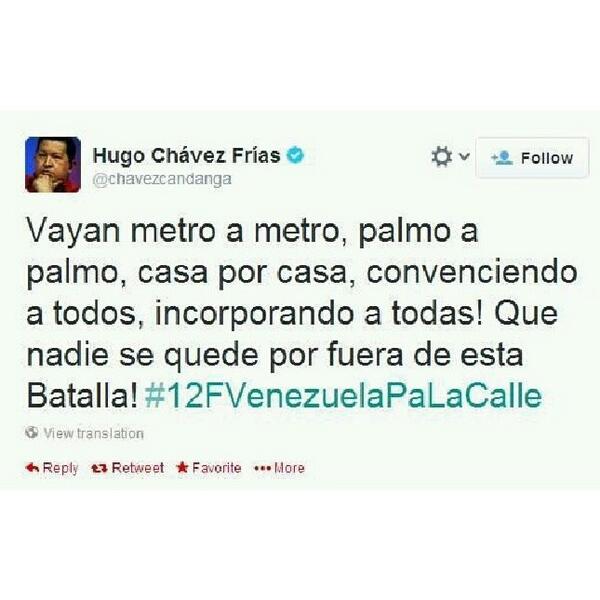 Hugo Chávez Frías
Follow
@chavezcandanga
Vayan metro a metro, palmo a
palmo, casa por casa, convenciendo
a todos, incorporando a todas! Que
nadie se quede por fuera de esta
Batalla! #12FVenezuelaPaLaCalle
View translation
Reply Retweet Favorite More